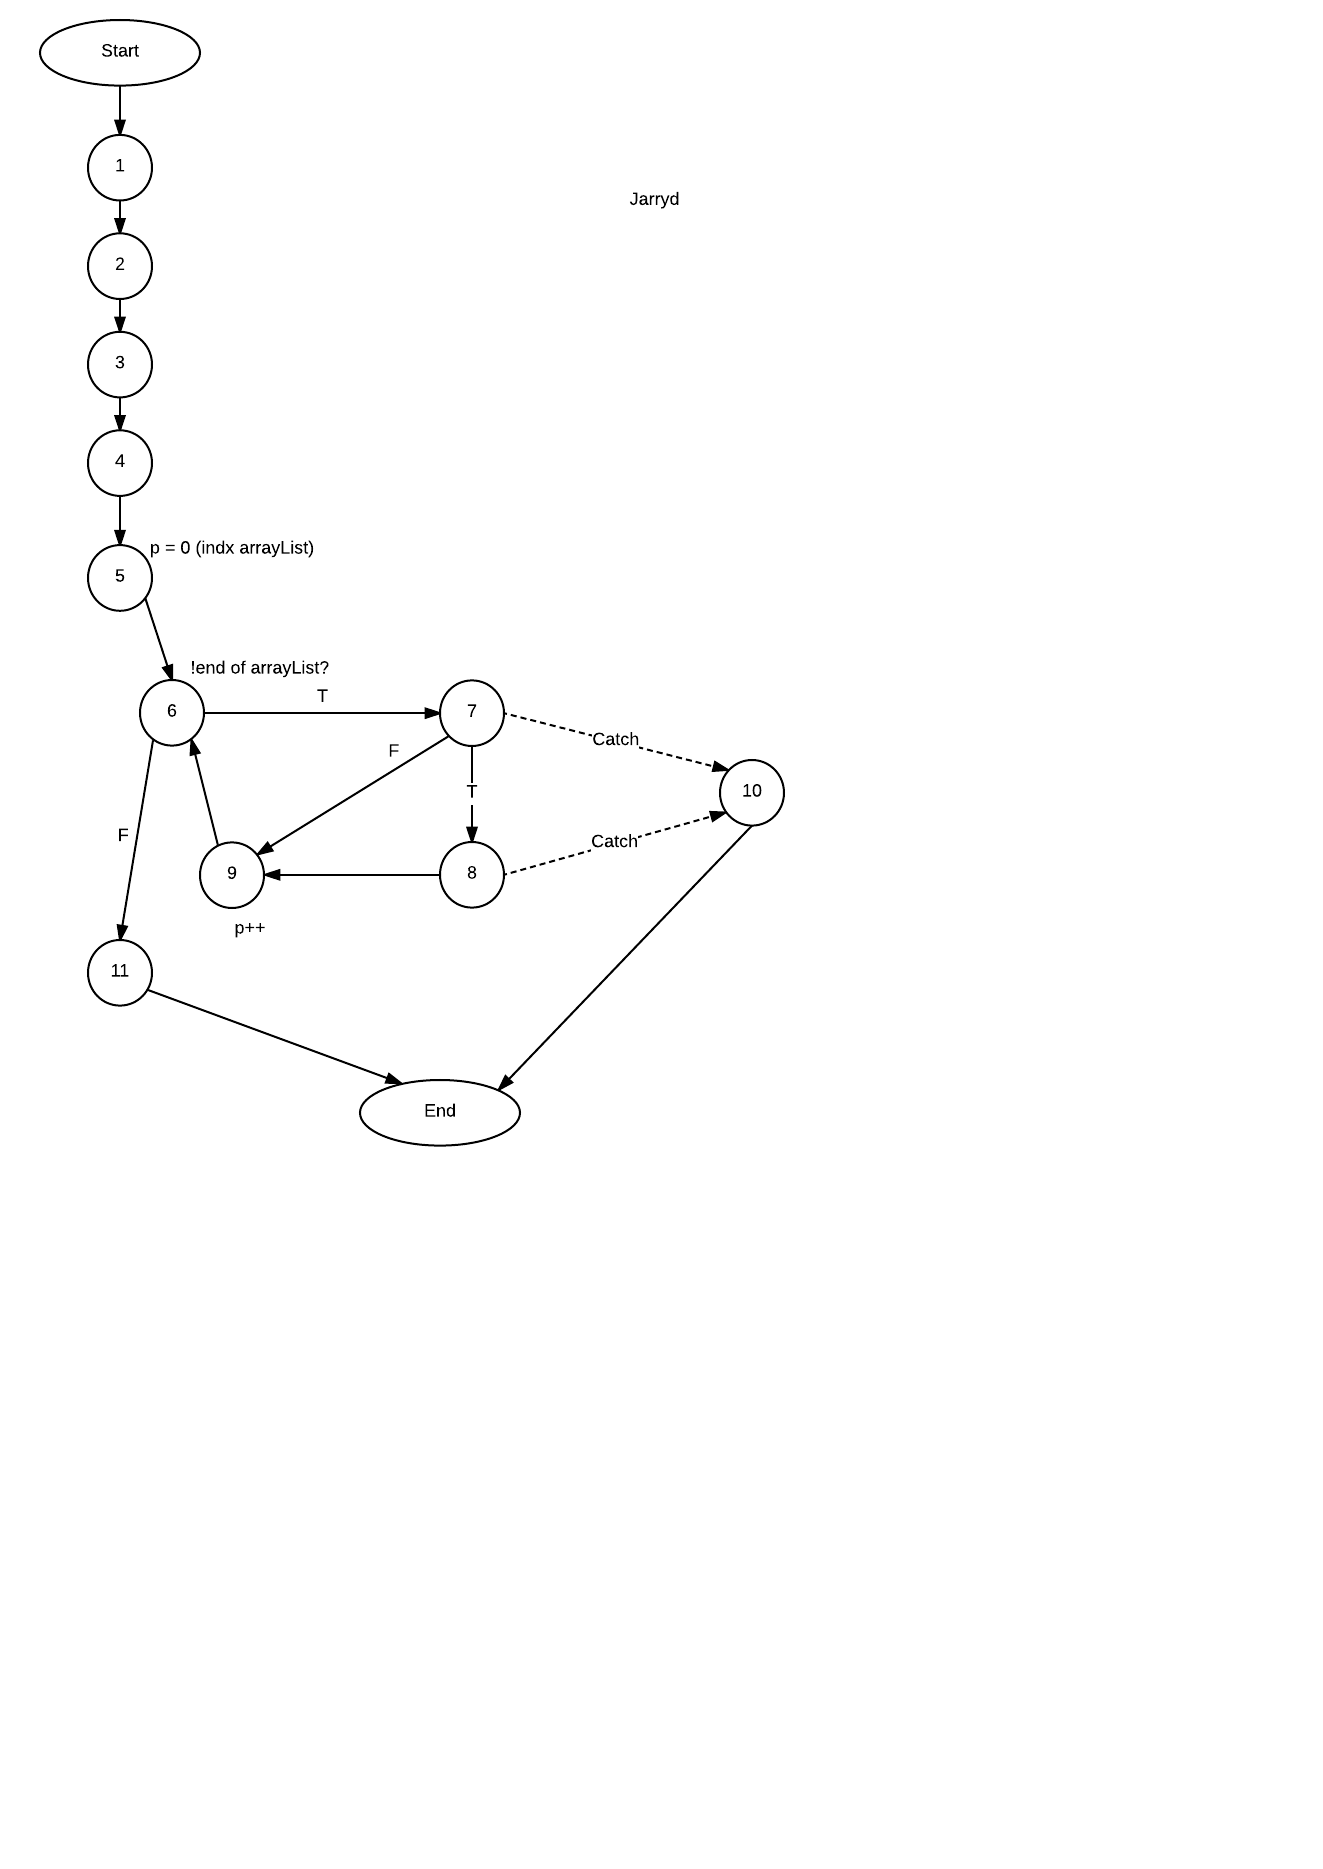 Start
1
Jarryd
2
3
4
p = 0 (indx arrayList)
5
!end of arrayList?
T
6
7
F
Catch
T
10
F
Catch
9
8
p++
11
End